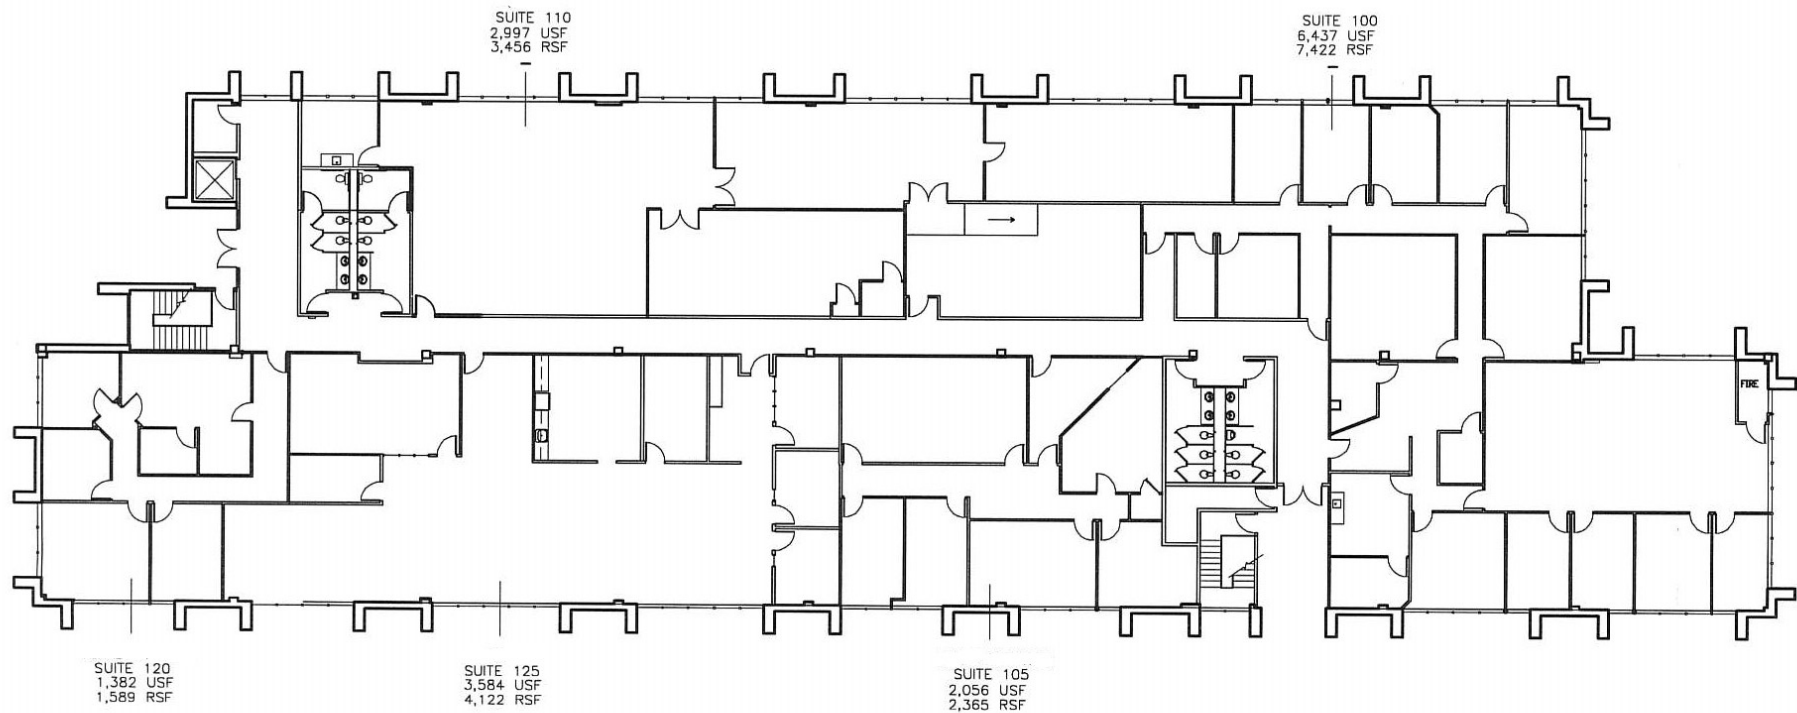 SUITE 110
2,997 USF
3,456 RSF
SUITE 100
6,437 USF
7,422 RSF
FIRE
SUITE 120
1,382 USF
1,589 RSF
SUITE 125
3,584 USF
4,122 RSF
SUITE 105
2,056 USF
2,365 RSF